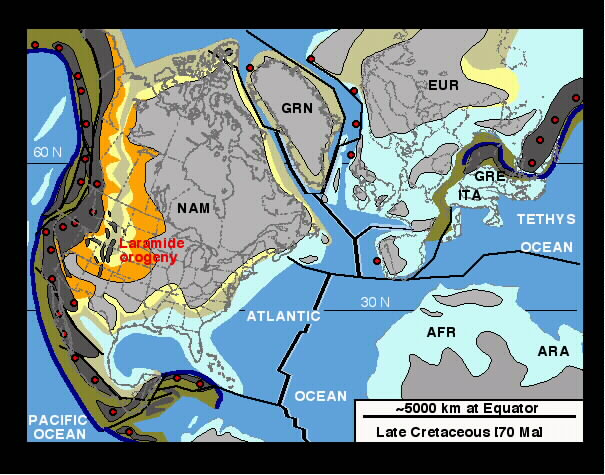 EUR
GRN
60 N
GRE
ITA
NAM
TETHYS
OCEAN
Laramide
orogeny
30 N
ATLANTIC
AFR
ARA
OCEAN
PACIFIC
OCEAN
~5000 km at Equator
Late Cretaceous [70 Ma]